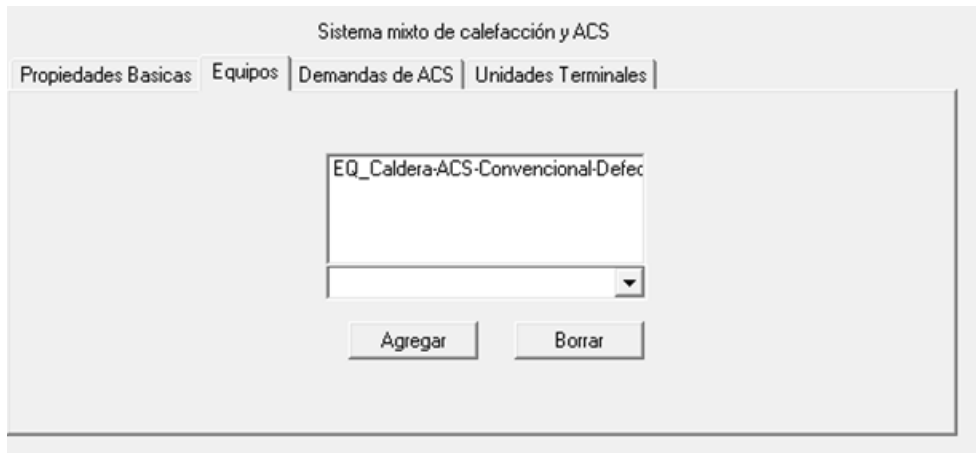 Sistema mixto de calefacción y ACS
Propiedades Basicas Equipos Demandas de ACS Unidades Terminales
EQ_Caldera-ACS-Convencional-Defec
Agregar Borrar